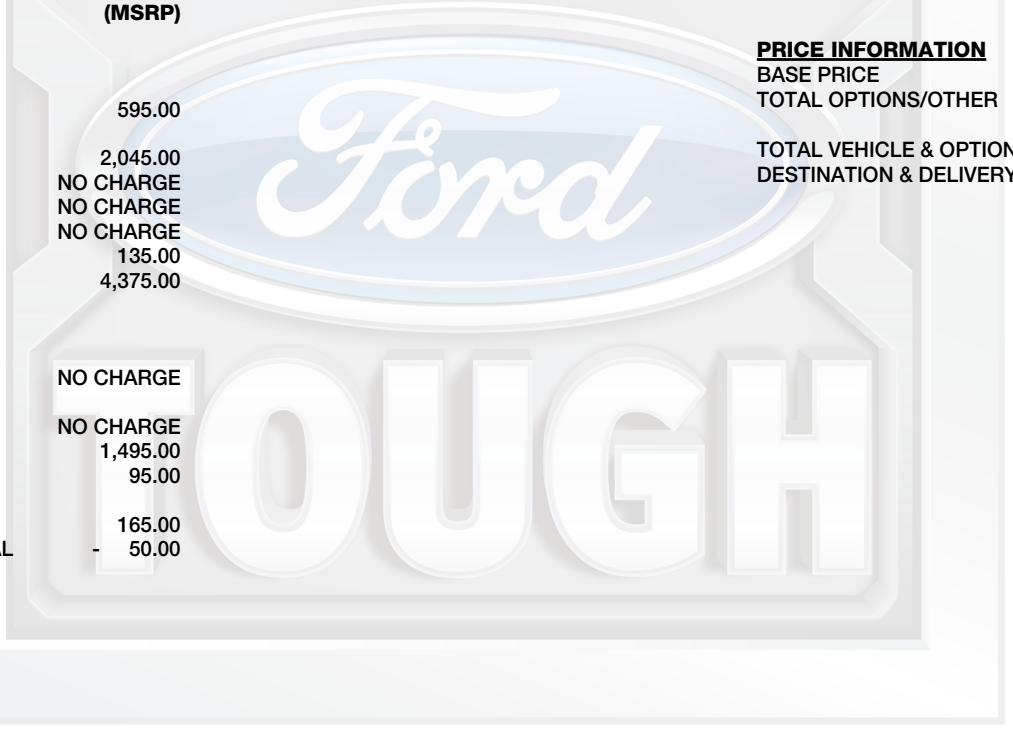 (MSRP)
595.00
2,045.00
NO CHARGE
NO CHARGE
NO CHARGE
135.00
4,375.00
NO CHARGE
NO CHARGE
1,495.00
95.00
165.00
AL - 50.00
PRICE INFORMATION
BASE PRICE
TOTAL OPTIONS/OTHER
TOTAL VEHICLE & OPTION
DESTINATION & DELIVERY
Ford
TOUGH